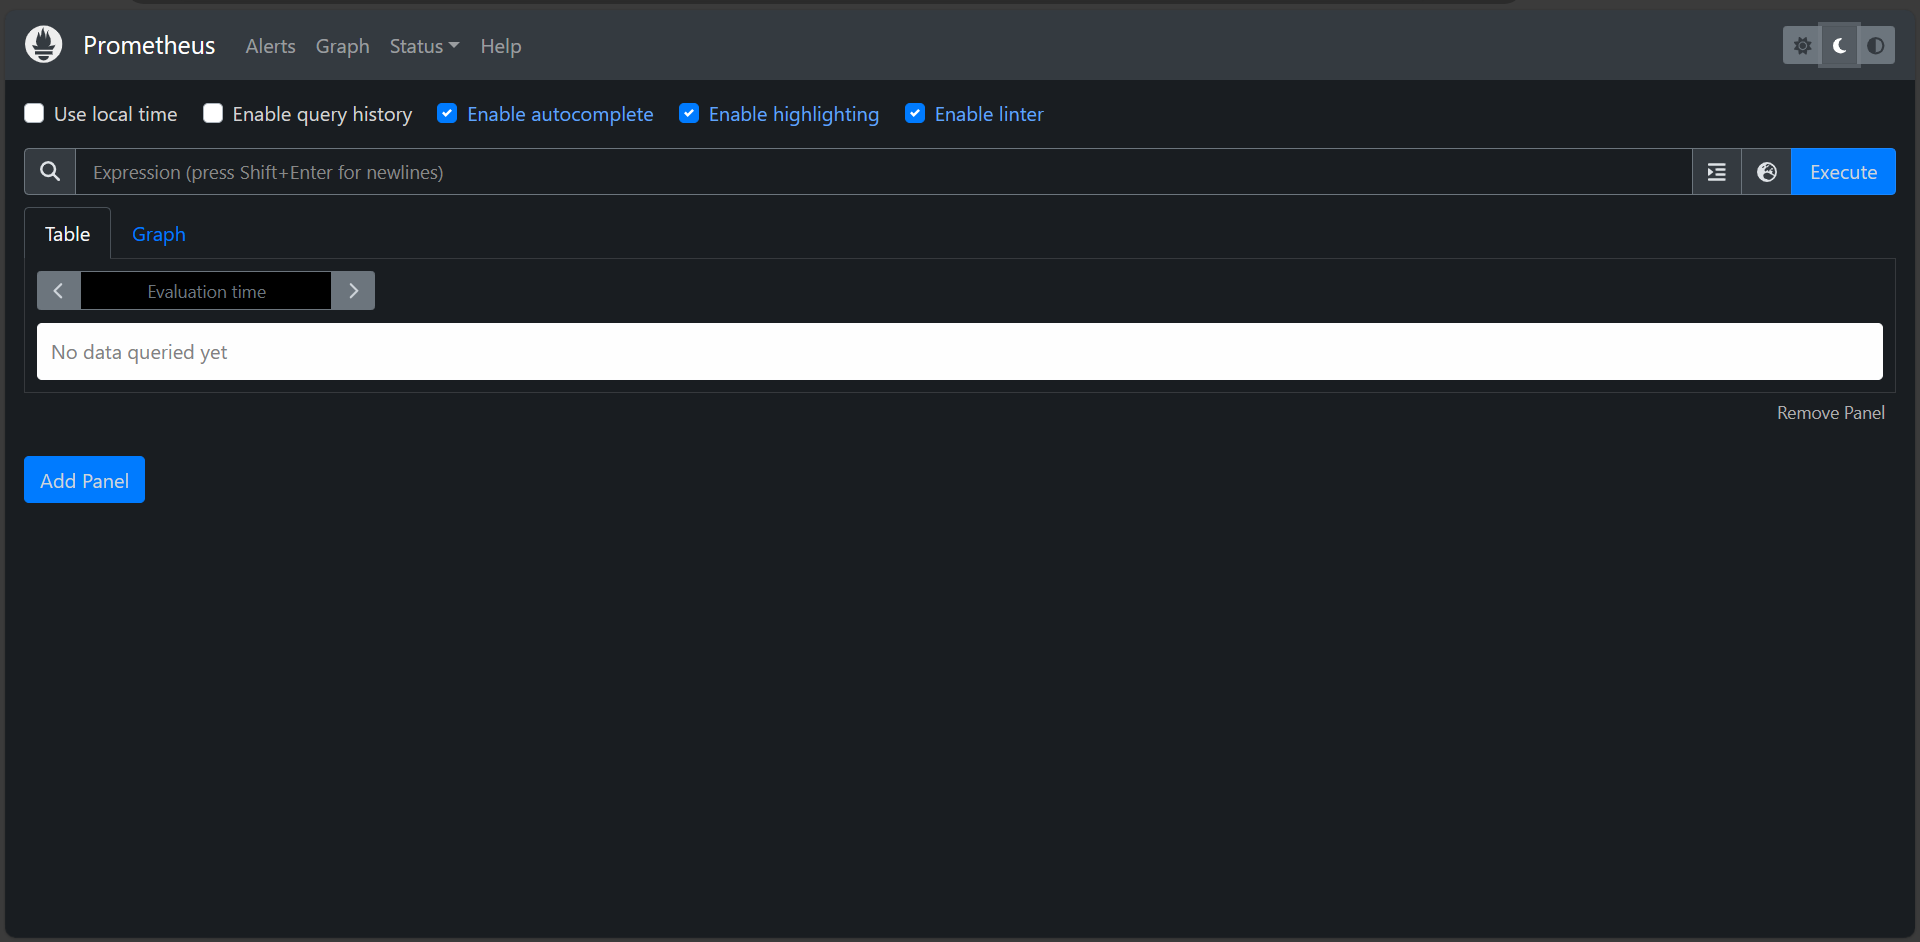 Prometheus Alerts Graph Status Help
Use local time Enable query history Enable autocomplete Enable highlighting Enable linter
Expression (press Shift+Enter for newlines) Execute
Table Graph
Evaluation time
No data queried yet
Remove Panel
Add Panel